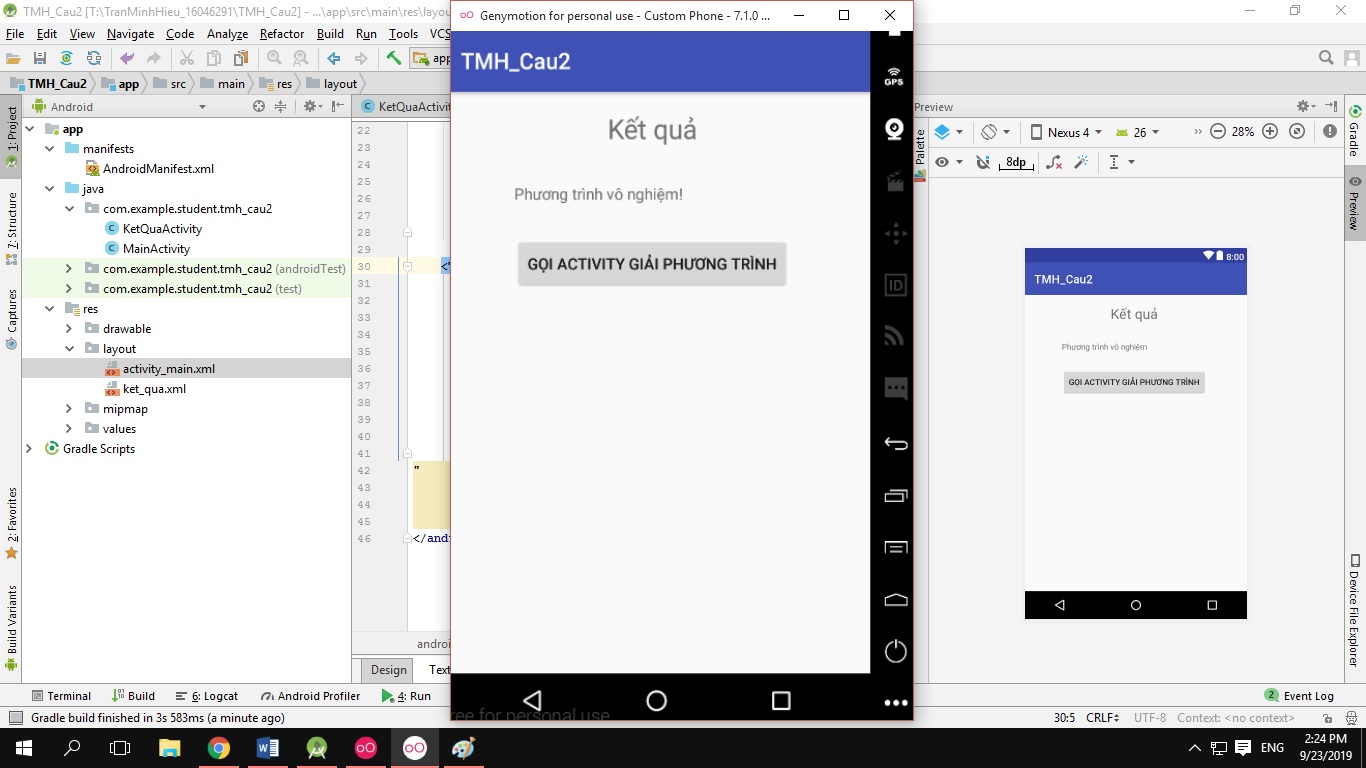 TMH_Cau2 [T:\TranMinhHieu_16046291\TMH_Cau2] - ...\app\src\main\res\layou
File Edit View Navigate Code Analyze Refactor Build Run Tools VCS
app
TMH_Cau2 app src main res layout
Android
KetQuaActivit
1: Project
7: Structure
Captures
2: Favorites
Build Variants
app
manifests
AndroidManifest.xml
java
com.example.student.tmh_cau2
KetQuaActivity
MainActivity
com.example.student.tmh_cau2 (androidTest)
com.example.student.tmh_cau2 (test)
res
drawable
layout
activity_main.xml
ket_qua.xml
mipmap
values
Gradle Scripts
22
23
24
25
26
27
28
29
30 <
31
32
33
34
35
36
37
38
39
40
41
42 "
43
44
45
46 </andr
androi
Design Text
Genymotion for personal use - Custom Phone - 7.1.0 ...
TMH_Cau2
Kết quả
Phương trình vô nghiệm!
GỌI ACTIVITY GIẢI PHƯƠNG TRÌNH
GPS
ID
free for personal use
Preview
Palette
Nexus 4 26 28%
8dp
8:00
TMH_Cau2
Kết quả
Phương trình vô nghiệm
GỌI ACTIVITY GIẢI PHƯƠNG TRÌNH
Gradle
Preview
Device File Explorer
Terminal Build 6: Logcat Android Profiler 4: Run 2 Event Log
Gradle build finished in 3s 583ms (a minute ago) 30:5 CRLF UTF-8 Context: <no context>
ENG
2:24 PM
9/23/2019